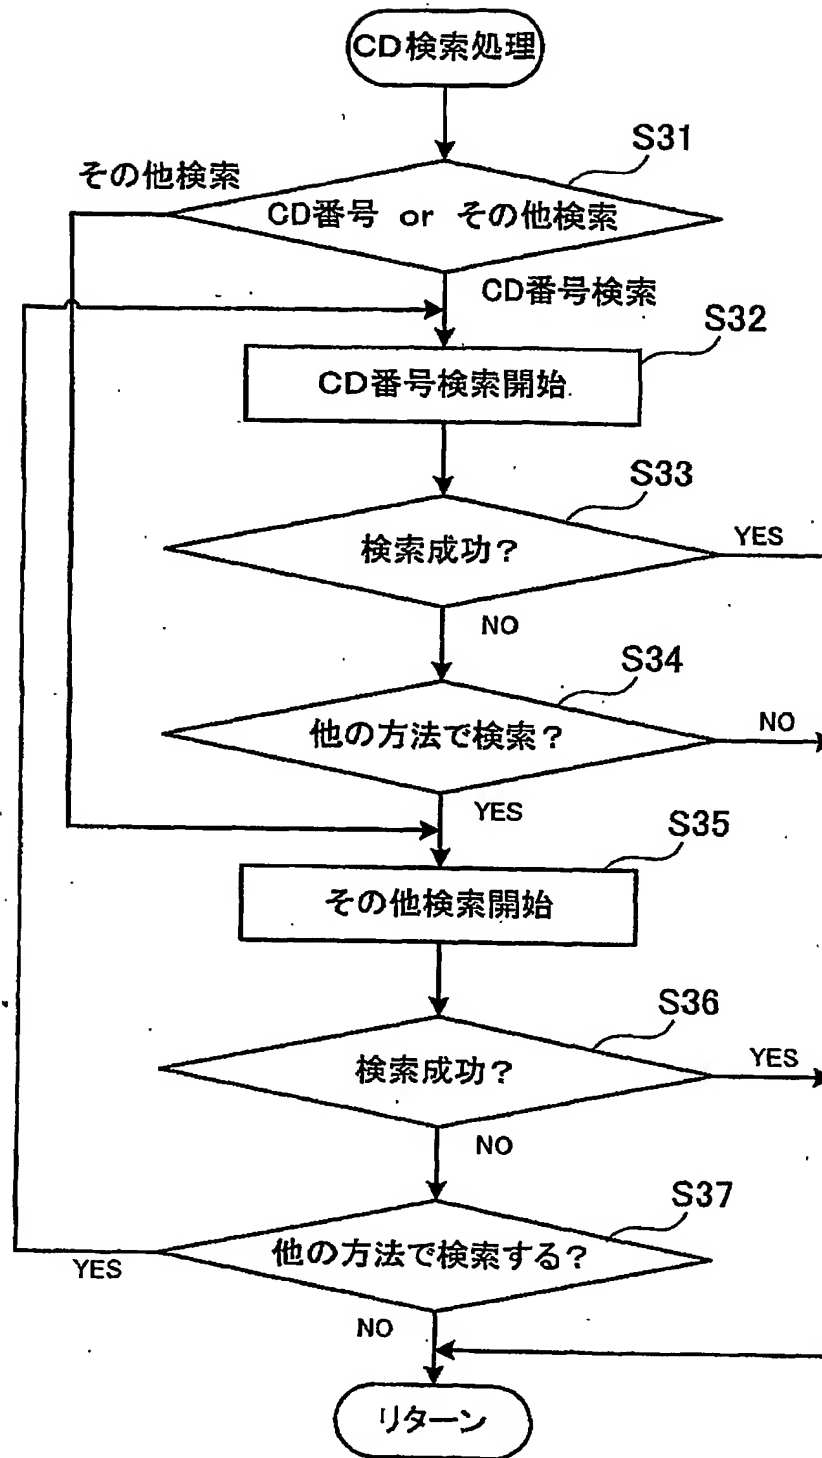 CD検索処理
S31
その他検索
CD番号 or その他検索
CD番号検索
S32
CD番号検索開始
S33
検索成功?
YES
NO
S34
他の方法で検索?
NO
YES
S35
その他検索開始
S36
検索成功?
YES
NO
S37
他の方法で検索する?
YES
NO
リターン